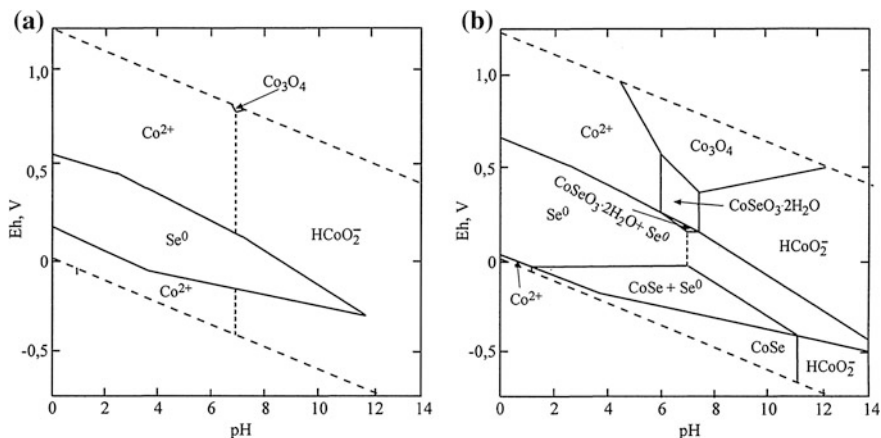 (a)
1,0
0,5
0
-0,5
Eh, V
0 2 4 6 8 10 12 14
pH
Co₃O₄
Co²⁺
Se⁰
HCoO₂⁻
Co²⁺
(b)
1,0
0,5
0
-0,5
Eh, V
0 2 4 6 8 10 12 14
pH
Co²⁺
Co₃O₄
CoSeO₃·2H₂O
CoSeO₃·2H₂O+ Se⁰
Se⁰
HCoO₂⁻
CoSe + Se⁰
Co²⁺
CoSe
HCoO₂⁻